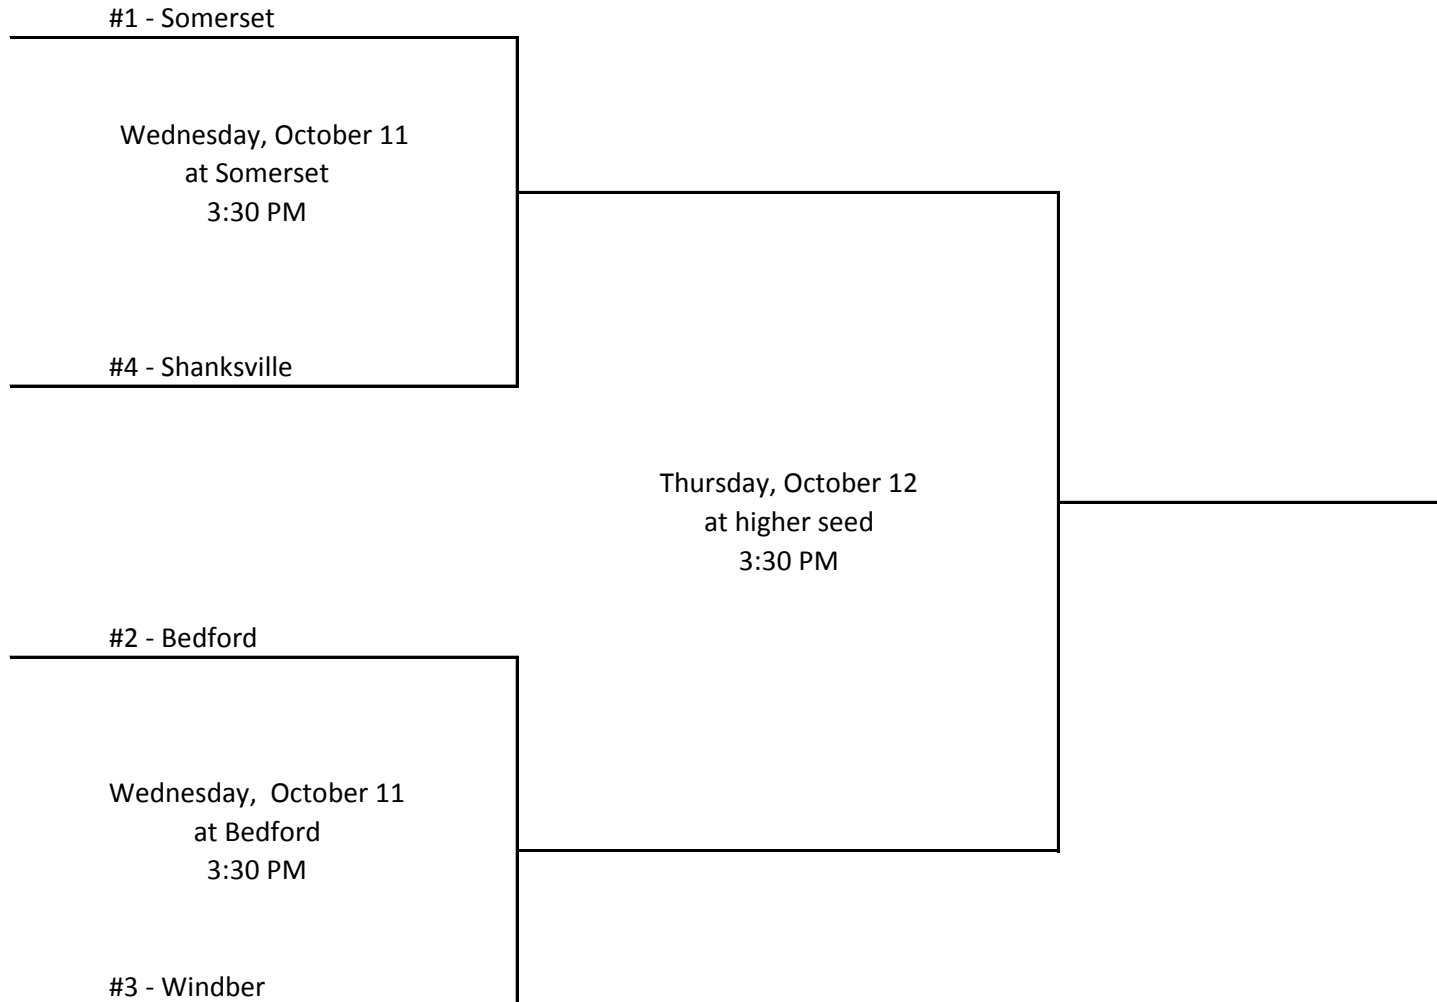 #1 - Somerset
Wednesday, October 11
at Somerset
3:30 PM
#4 - Shanksville
Thursday, October 12
at higher seed
3:30 PM
#2 - Bedford
Wednesday,  October 11
at Bedford
3:30 PM
#3 - Windber